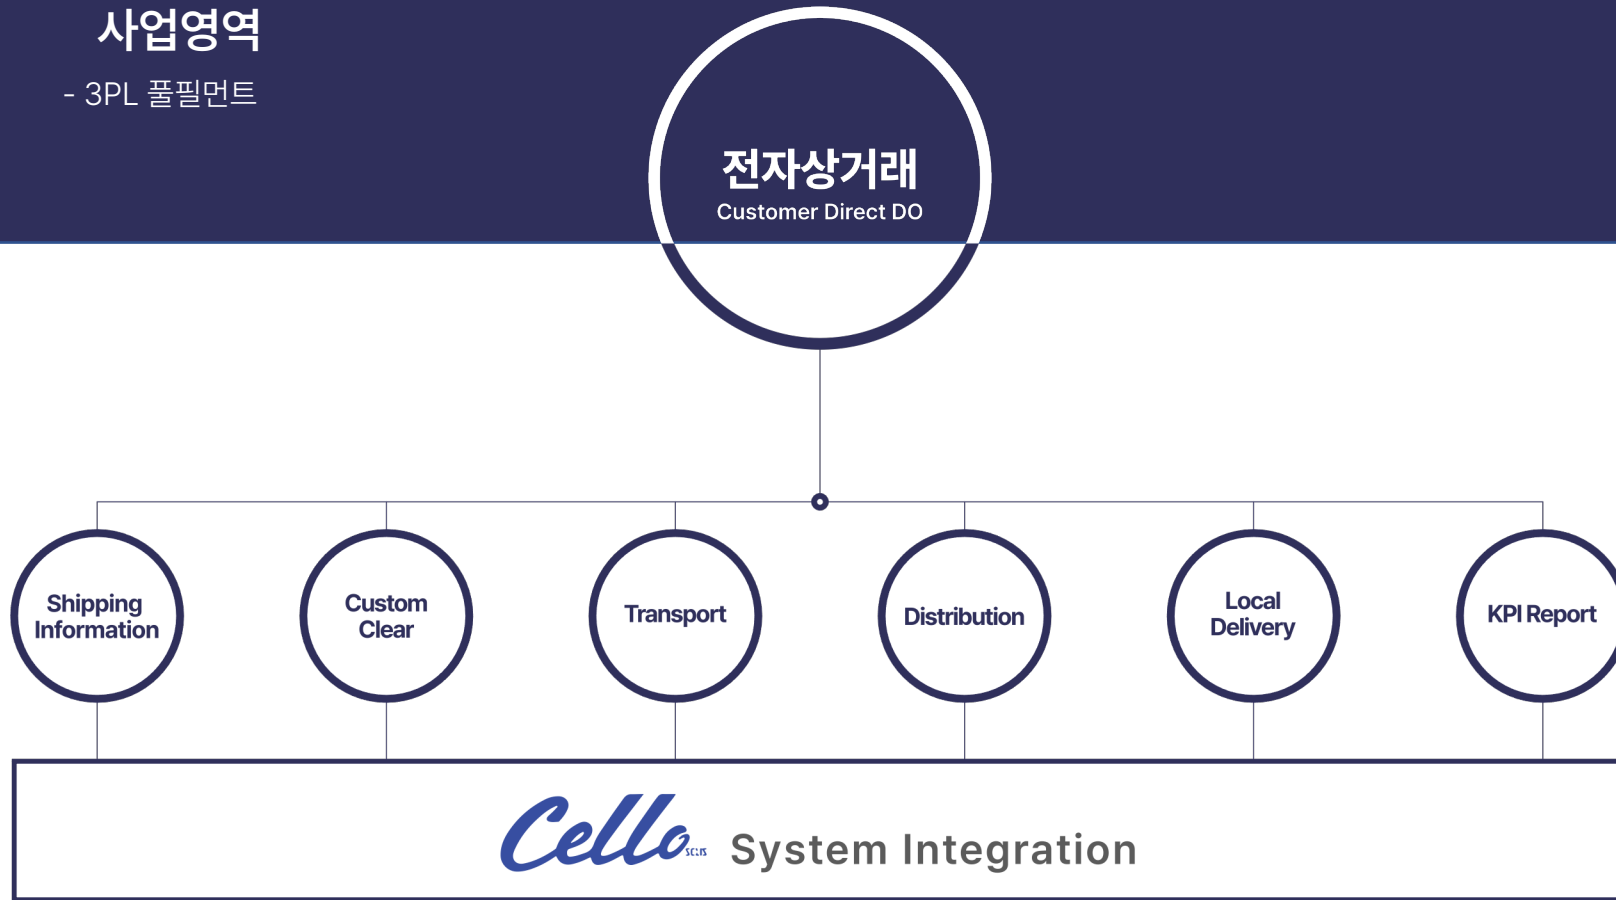 사업영역
- 3PL 풀필먼트
전자상거래
Customer Direct DO
Shipping
Information
Custom
Clear
Transport
Distribution
Local
Delivery
KPI Report
Cello System Integration